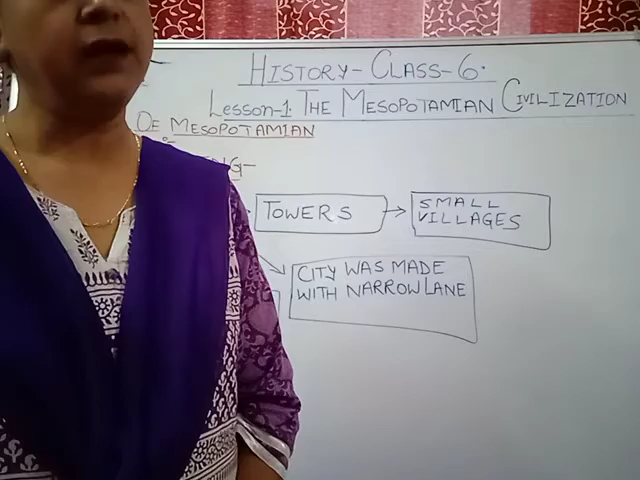 HISTORY-CLASS-6.
Lesson-1 THE MESOPOTAMIAN CIVILIZATION
OF MESOPOTAMIAN
NG-
TOWERS
SMALL
VILLAGES
CITY WAS MADE
WITH NARROW LANE